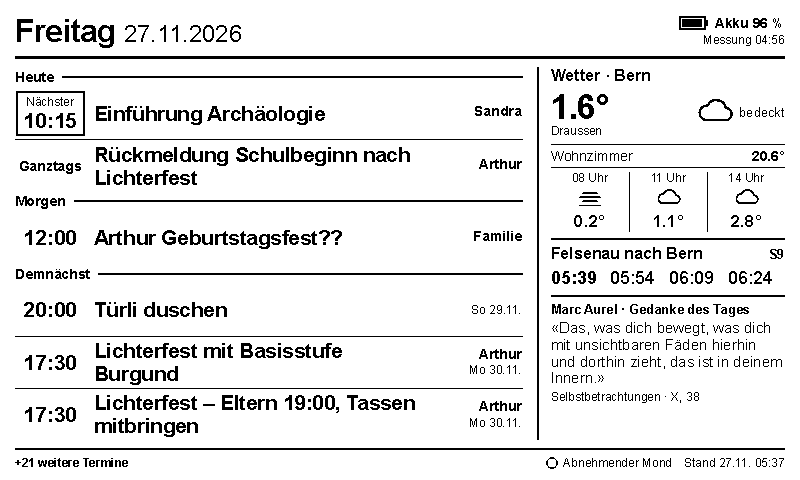 Freitag 27.11.2026
Akku 96 %
Messung 04:56
Heute
Nächster
10:15
Einführung Archäologie
Sandra
Ganztags
Rückmeldung Schulbeginn nach
Lichterfest
Arthur
Morgen
12:00
Arthur Geburtstagsfest??
Familie
Demnächst
20:00
Türli duschen
So 29.11.
17:30
Lichterfest mit Basisstufe
Burgund
Arthur
Mo 30.11.
17:30
Lichterfest – Eltern 19:00, Tassen
mitbringen
Arthur
Mo 30.11.
+21 weitere Termine
Wetter · Bern
1.6°
bedeckt
Draussen
Wohnzimmer 20.6°
08 Uhr 11 Uhr 14 Uhr
0.2° 1.1° 2.8°
Felsenau nach Bern S9
05:39 05:54 06:09 06:24
Marc Aurel · Gedanke des Tages
«Das, was dich bewegt, was dich
mit unsichtbaren Fäden hierhin
und dorthin zieht, das ist in deinem
Innern.»
Selbstbetrachtungen · X, 38
Abnehmender Mond Stand 27.11. 05:37